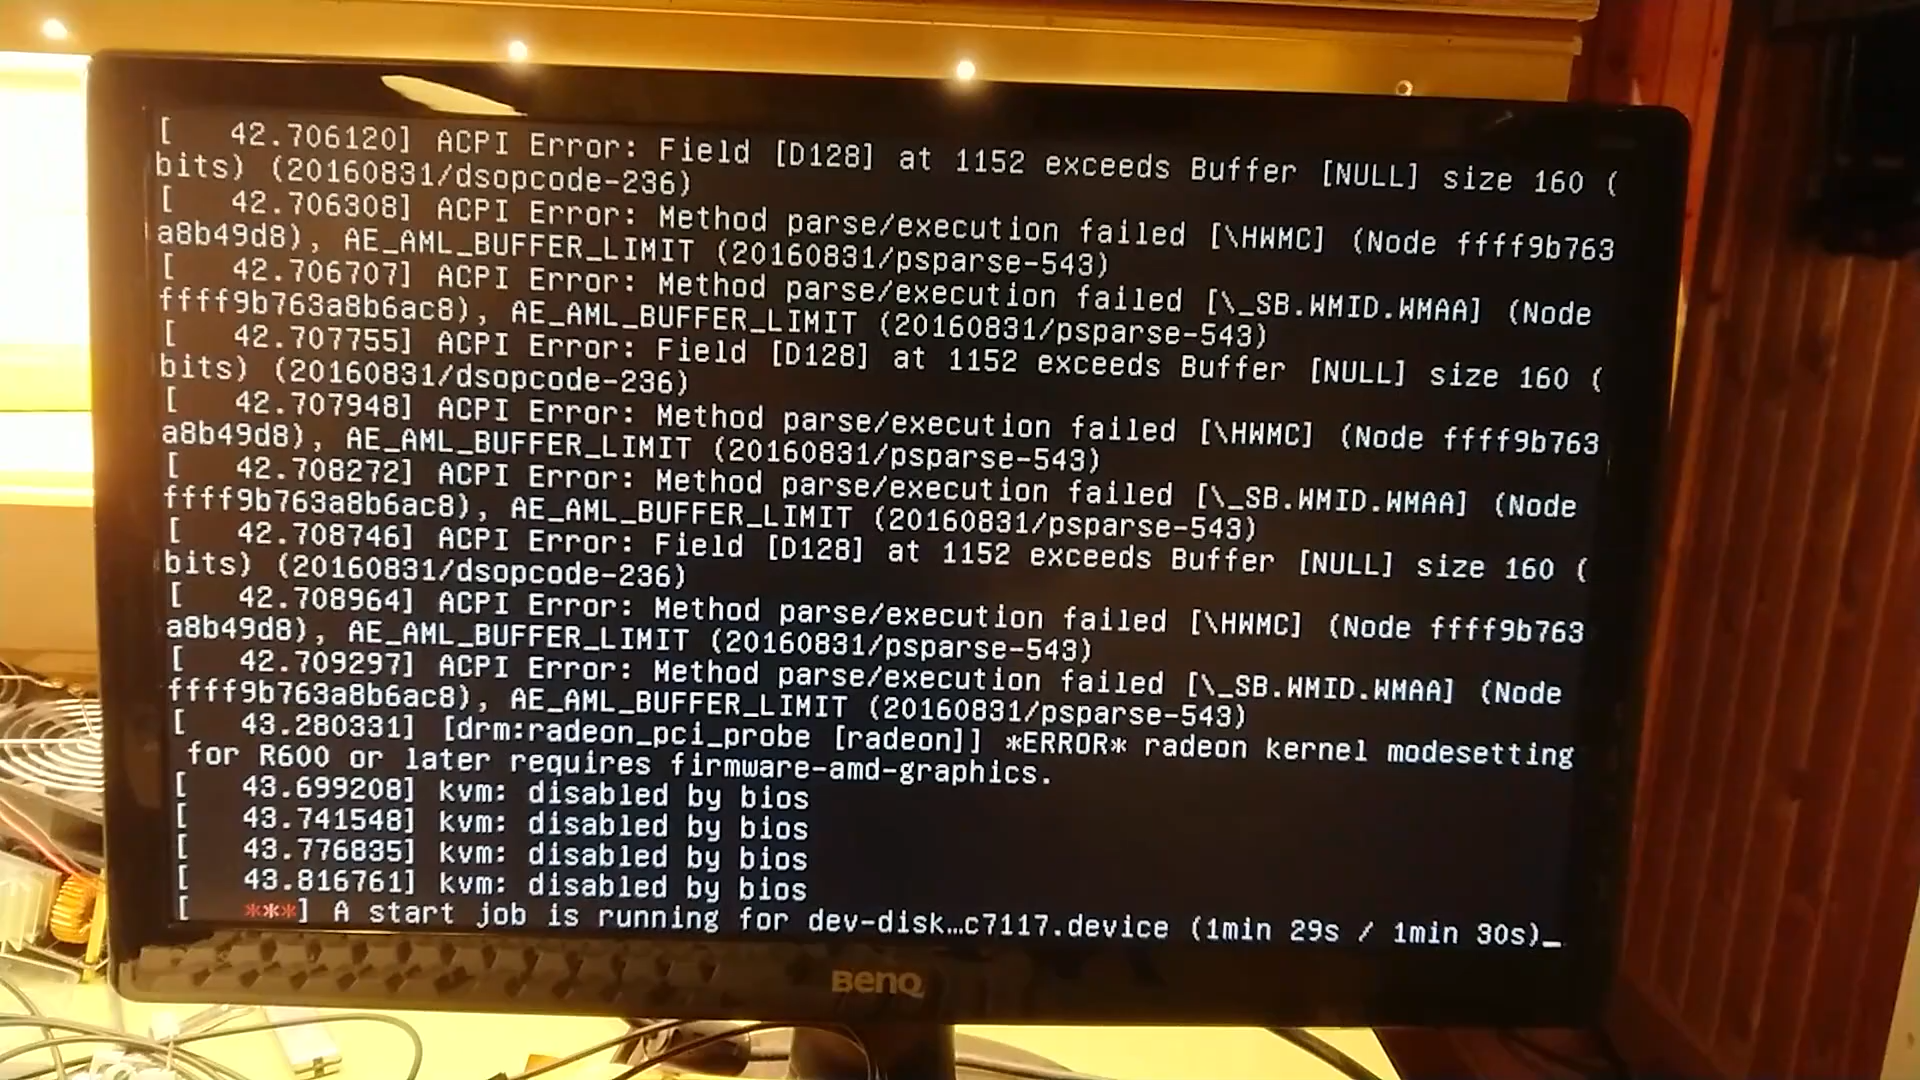 [   42.706120] ACPI Error: Field [D128] at 1152 exceeds Buffer [NULL] size 160 (
bits) (20160831/dsopcode-236)
[   42.706308] ACPI Error: Method parse/execution failed [\HWMC] (Node ffff9b763
a8b49d8), AE_AML_BUFFER_LIMIT (20160831/psparse-543)
[   42.706707] ACPI Error: Method parse/execution failed [\_SB.WMID.WMAA] (Node
ffff9b763a8b6ac8), AE_AML_BUFFER_LIMIT (20160831/psparse-543)
[   42.707755] ACPI Error: Field [D128] at 1152 exceeds Buffer [NULL] size 160 (
bits) (20160831/dsopcode-236)
[   42.707948] ACPI Error: Method parse/execution failed [\HWMC] (Node ffff9b763
a8b49d8), AE_AML_BUFFER_LIMIT (20160831/psparse-543)
[   42.708272] ACPI Error: Method parse/execution failed [\_SB.WMID.WMAA] (Node
ffff9b763a8b6ac8), AE_AML_BUFFER_LIMIT (20160831/psparse-543)
[   42.708746] ACPI Error: Field [D128] at 1152 exceeds Buffer [NULL] size 160 (
bits) (20160831/dsopcode-236)
[   42.708964] ACPI Error: Method parse/execution failed [\HWMC] (Node ffff9b763
a8b49d8), AE_AML_BUFFER_LIMIT (20160831/psparse-543)
[   42.709297] ACPI Error: Method parse/execution failed [\_SB.WMID.WMAA] (Node
ffff9b763a8b6ac8), AE_AML_BUFFER_LIMIT (20160831/psparse-543)
[   43.280331] [drm:radeon_pci_probe [radeon]] *ERROR* radeon kernel modesetting
for R600 or later requires firmware-amd-graphics.
[   43.699208] kvm: disabled by bios
[   43.741548] kvm: disabled by bios
[   43.776835] kvm: disabled by bios
[   43.816761] kvm: disabled by bios
[   ***] A start job is running for dev-disk…c7117.device (1min 29s / 1min 30s)_
BenQ